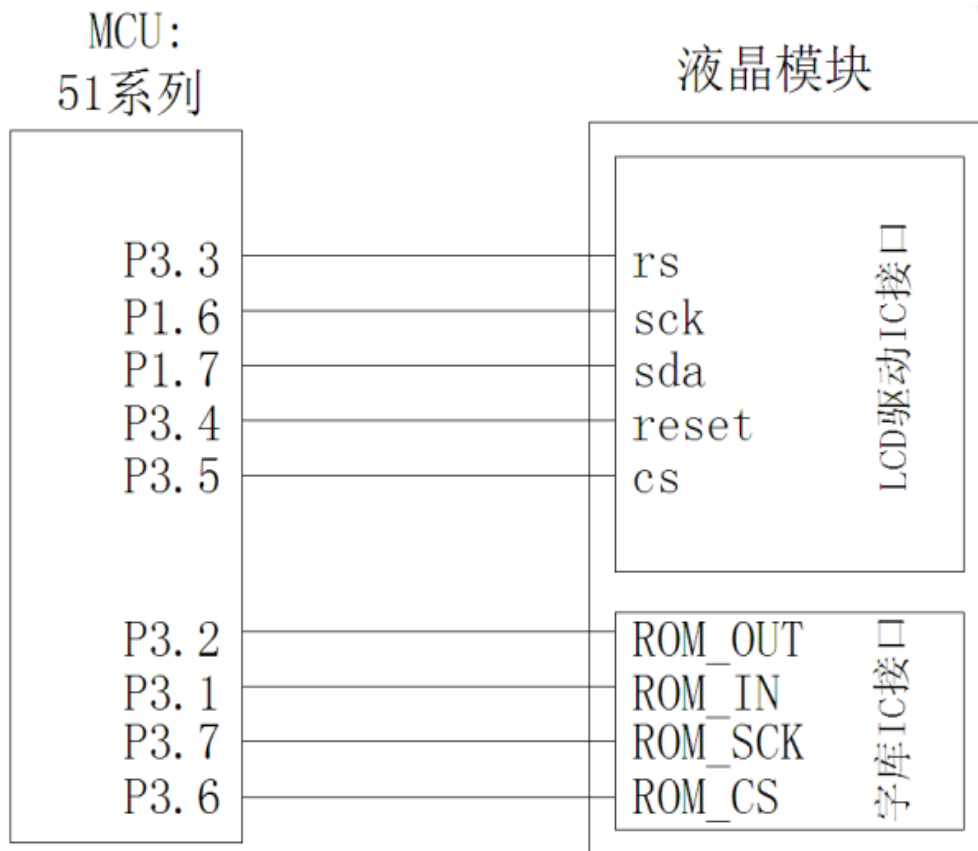 MCU:
51系列
液晶模块
P3.3
P1.6
P1.7
P3.4
P3.5
rs
sck
sda
reset
cs
LCD驱动IC接口
P3.2
P3.1
P3.7
P3.6
ROM_OUT
ROM_IN
ROM_SCK
ROM_CS
字库IC接口